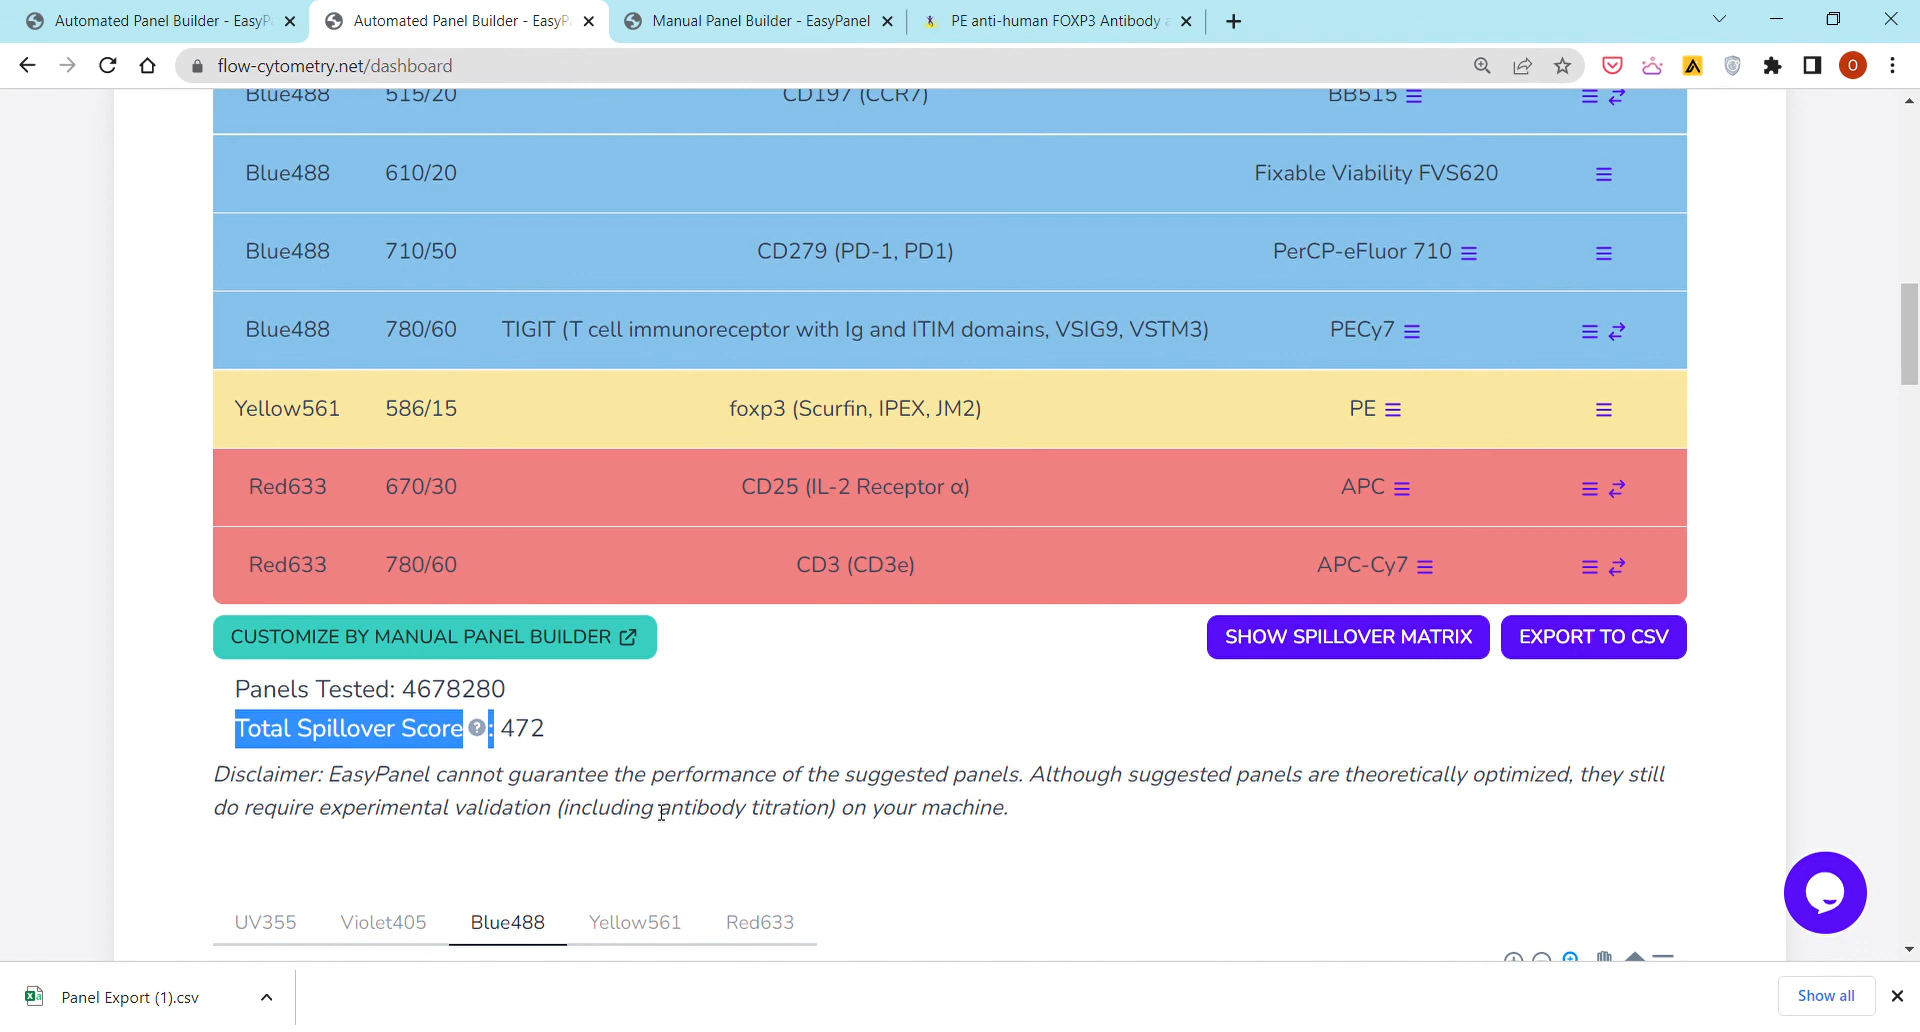 Automated Panel Builder - EasyP
Automated Panel Builder - EasyP
Manual Panel Builder - EasyPanel
PE anti-human FOXP3 Antibody a
flow-cytometry.net/dashboard
O
Blue488 515/20 CD197 (CCR7) BB515
Blue488 610/20 Fixable Viability FVS620
Blue488 710/50 CD279 (PD-1, PD1) PerCP-eFluor 710
Blue488 780/60 TIGIT (T cell immunoreceptor with Ig and ITIM domains, VSIG9, VSTM3) PECy7
Yellow561 586/15 foxp3 (Scurfin, IPEX, JM2) PE
Red633 670/30 CD25 (IL-2 Receptor α) APC
Red633 780/60 CD3 (CD3e) APC-Cy7
CUSTOMIZE BY MANUAL PANEL BUILDER SHOW SPILLOVER MATRIX EXPORT TO CSV
Panels Tested: 4678280
Total Spillover Score ? : 472
Disclaimer: EasyPanel cannot guarantee the performance of the suggested panels. Although suggested panels are theoretically optimized, they still
do require experimental validation (including antibody titration) on your machine.
UV355 Violet405 Blue488 Yellow561 Red633
Panel Export (1).csv
Show all